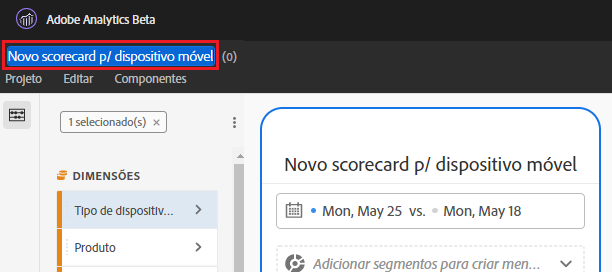 Adobe Analytics Beta
Novo scorecard p/ dispositivo móvel (0)
Projeto Editar Componentes
1 selecionado(s) ×
DIMENSÕES
Tipo de dispositiv...
Produto
Novo scorecard p/ dispositivo móvel
Mon, May 25 vs. Mon, May 18
Adicionar segmentos para criar men...